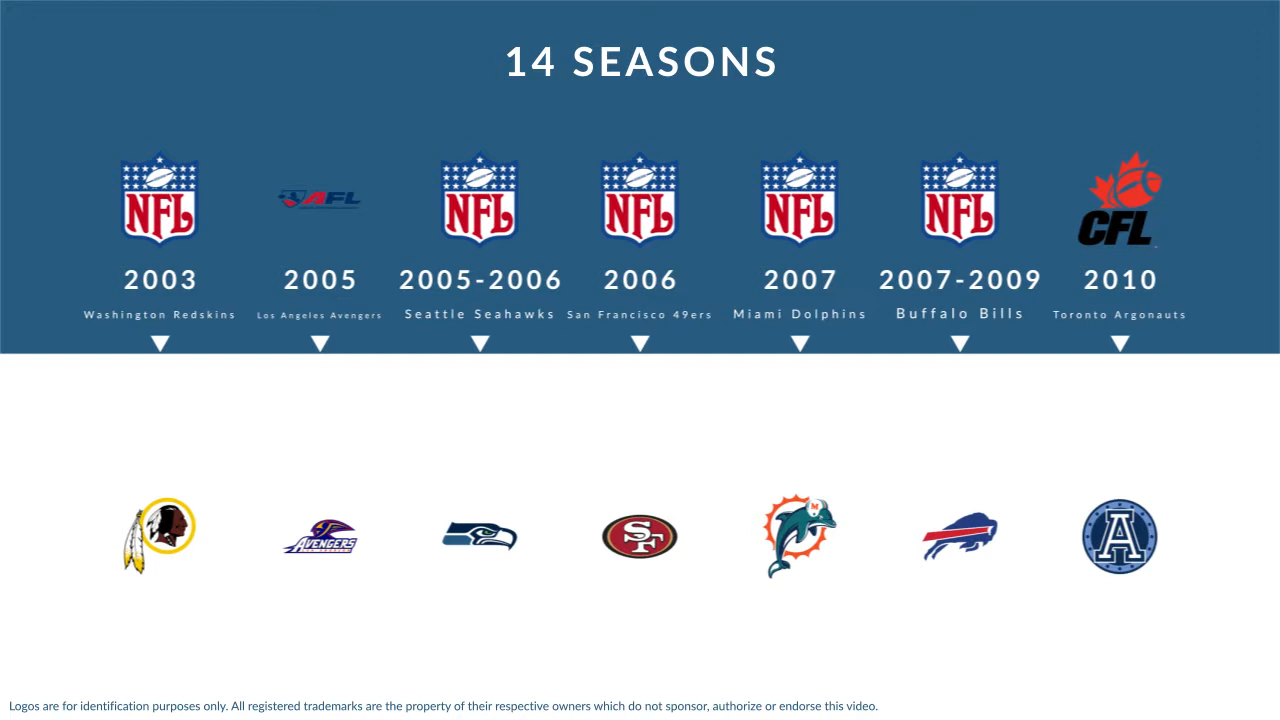 14 SEASONS
NFL AFL NFL NFL NFL NFL CFL
2003 2005 2005-2006 2006 2007 2007-2009 2010
Washington Redskins Los Angeles Avengers Seattle Seahawks San Francisco 49ers Miami Dolphins Buffalo Bills Toronto Argonauts
AVENGERS SF M A
Logos are for identification purposes only. All registered trademarks are the property of their respective owners which do not sponsor, authorize or endorse this video.